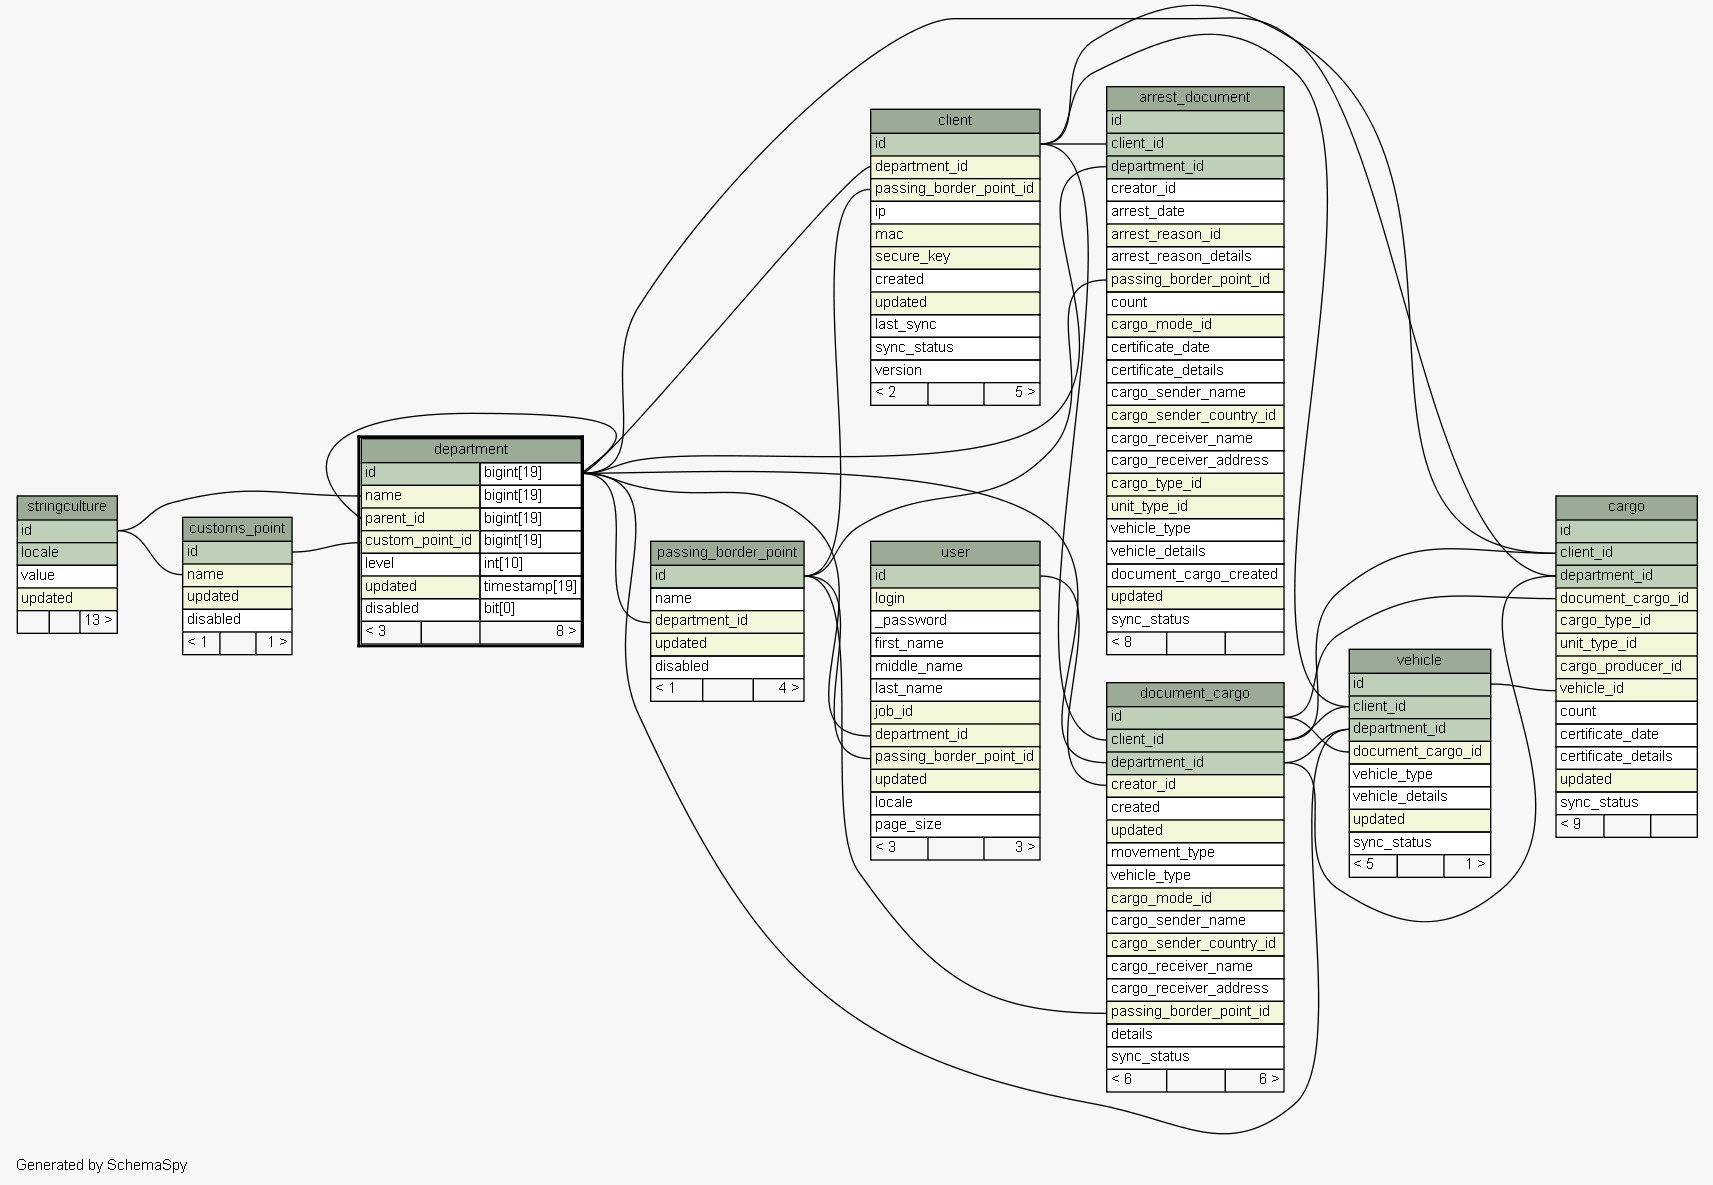 stringculture
id
locale
value
updated
13 >
customs_point
id
name
updated
disabled
< 1
1 >
department
id bigint[19]
name bigint[19]
parent_id bigint[19]
custom_point_id bigint[19]
level int[10]
updated timestamp[19]
disabled bit[0]
< 3 8 >
passing_border_point
id
name
department_id
updated
disabled
< 1 4 >
client
id
department_id
passing_border_point_id
ip
mac
secure_key
created
updated
last_sync
sync_status
version
< 2 5 >
user
id
login
_password
first_name
middle_name
last_name
job_id
department_id
passing_border_point_id
updated
locale
page_size
< 3 3 >
arrest_document
id
client_id
department_id
creator_id
arrest_date
arrest_reason_id
arrest_reason_details
passing_border_point_id
count
cargo_mode_id
certificate_date
certificate_details
cargo_sender_name
cargo_sender_country_id
cargo_receiver_name
cargo_receiver_address
cargo_type_id
unit_type_id
vehicle_type
vehicle_details
document_cargo_created
updated
sync_status
< 8
document_cargo
id
client_id
department_id
creator_id
created
updated
movement_type
vehicle_type
cargo_mode_id
cargo_sender_name
cargo_sender_country_id
cargo_receiver_name
cargo_receiver_address
passing_border_point_id
details
sync_status
< 6 6 >
vehicle
id
client_id
department_id
document_cargo_id
vehicle_type
vehicle_details
updated
sync_status
< 5 1 >
cargo
id
client_id
department_id
document_cargo_id
cargo_type_id
unit_type_id
cargo_producer_id
vehicle_id
count
certificate_date
certificate_details
updated
sync_status
< 9
Generated by SchemaSpy